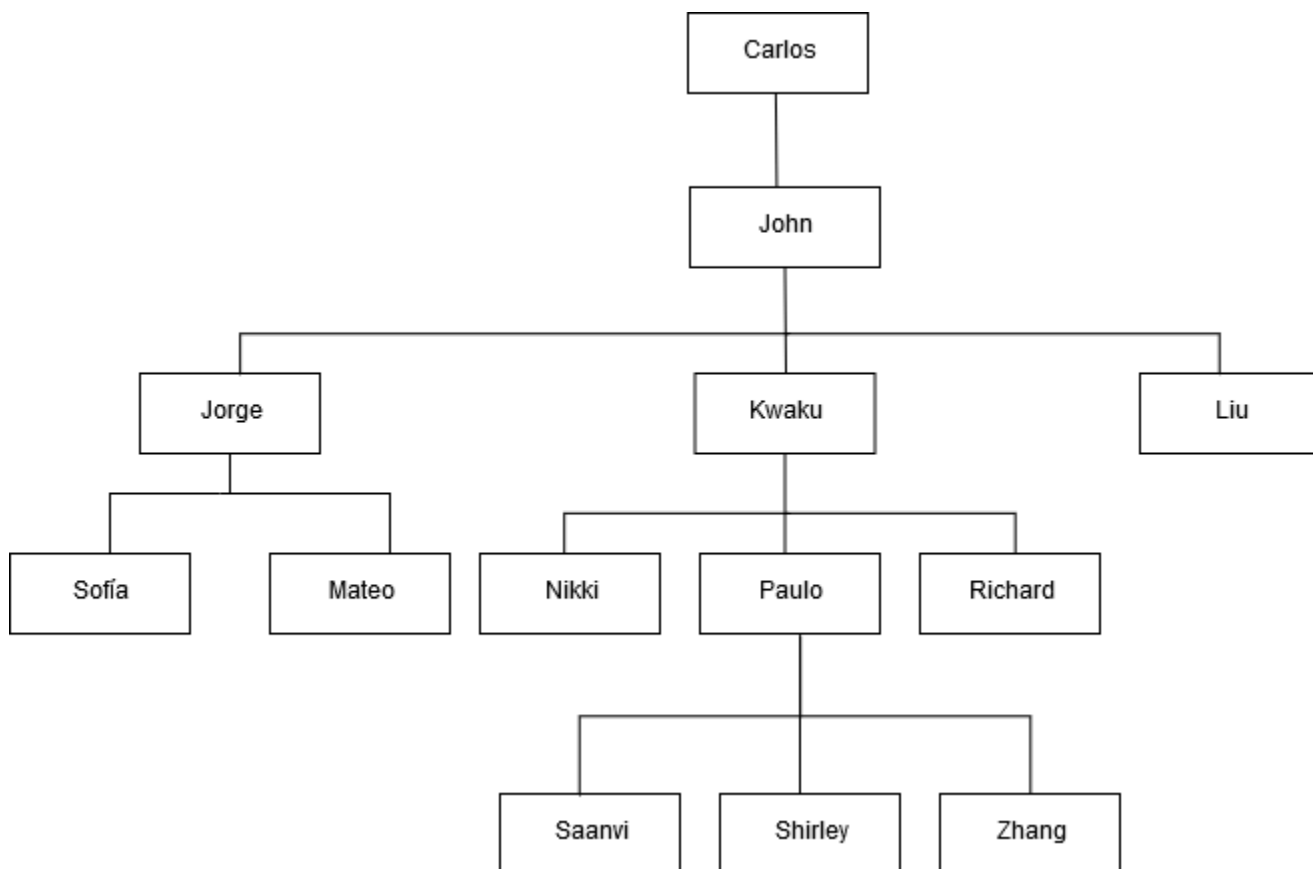 Carlos
John
Jorge
Kwaku
Liu
Sofía
Mateo
Nikki
Paulo
Richard
Saanvi
Shirley
Zhang